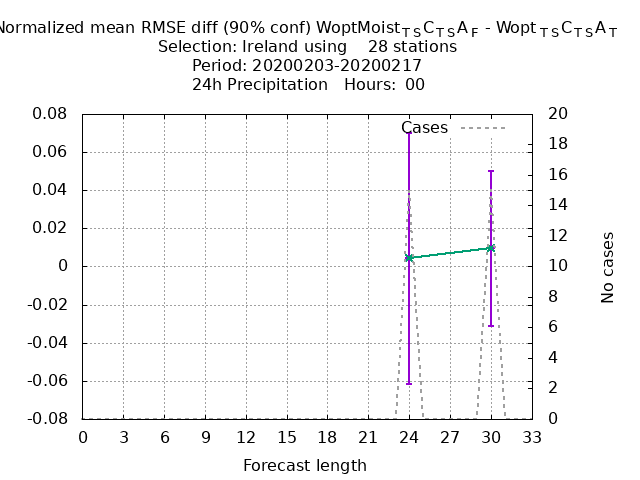 Normalized mean RMSE diff (90% conf) WoptMoist_TSC_TSA_F - Wopt_TSC_TSA_T
Selection: Ireland using 28 stations
Period: 20200203-20200217
24h Precipitation Hours: 00
Cases
0.08
0.06
0.04
0.02
0
-0.02
-0.04
-0.06
-0.08
20
18
16
14
12
10
8
6
4
2
0
No cases
0 3 6 9 12 15 18 21 24 27 30 33
Forecast length